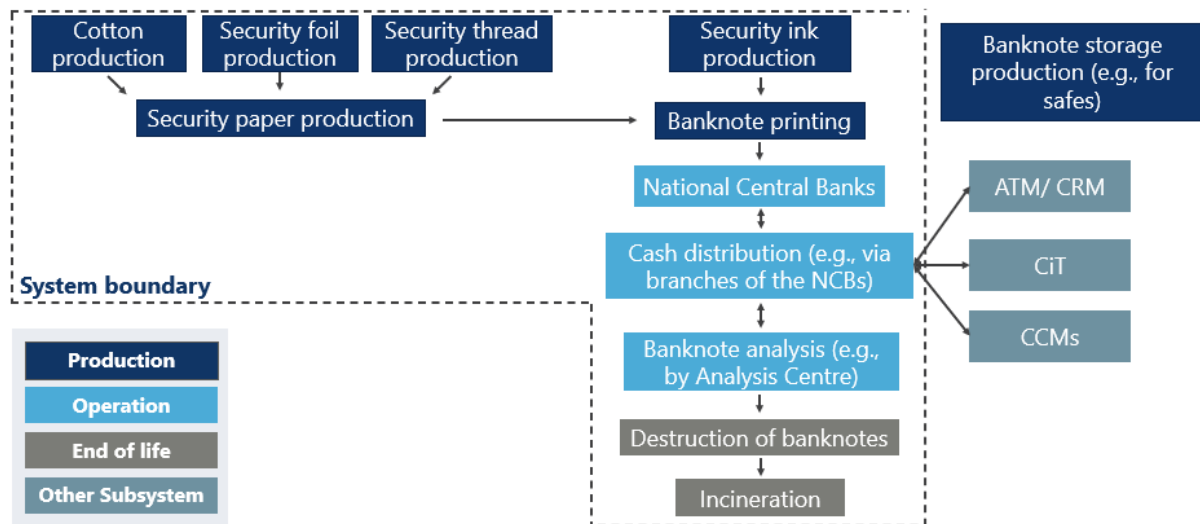 Cotton
production
Security foil
production
Security thread
production
Security ink
production
Banknote storage
production (e.g., for
safes)
Security paper production
Banknote printing
National Central Banks
ATM/ CRM
Cash distribution (e.g., via
branches of the NCBs)
CiT
System boundary
CCMs
Banknote analysis (e.g.,
by Analysis Centre)
Production
Operation
End of life
Other Subsystem
Destruction of banknotes
Incineration